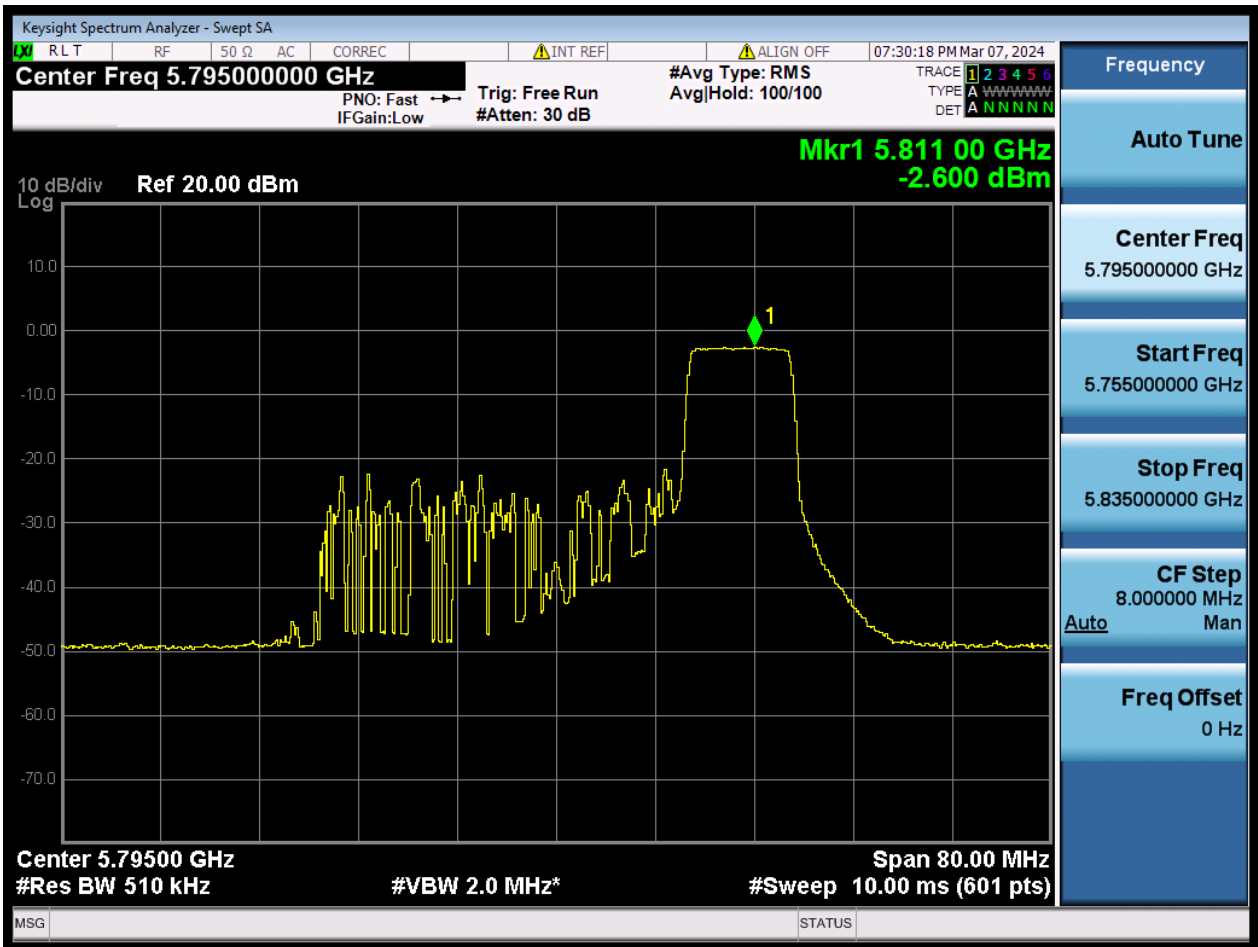 Keysight Spectrum Analyzer - Swept SA
LXI RLT RF 50 Ω AC CORREC INT REF ALIGN OFF 07:30:18 PM Mar 07, 2024
Center Freq 5.795000000 GHz
PNO: Fast
IFGain:Low
Trig: Free Run
#Atten: 30 dB
#Avg Type: RMS
Avg|Hold: 100/100
TRACE 1 2 3 4 5 6
TYPE A WWWWW
DET A N N N N N
Mkr1 5.811 00 GHz
-2.600 dBm
10 dB/div Ref 20.00 dBm
Log
10.0
0.00
-10.0
-20.0
-30.0
-40.0
-50.0
-60.0
-70.0
1
Center 5.79500 GHz Span 80.00 MHz
#Res BW 510 kHz #VBW 2.0 MHz* #Sweep 10.00 ms (601 pts)
MSG STATUS
Frequency
Auto Tune
Center Freq
5.795000000 GHz
Start Freq
5.755000000 GHz
Stop Freq
5.835000000 GHz
CF Step
8.000000 MHz
Auto Man
Freq Offset
0 Hz